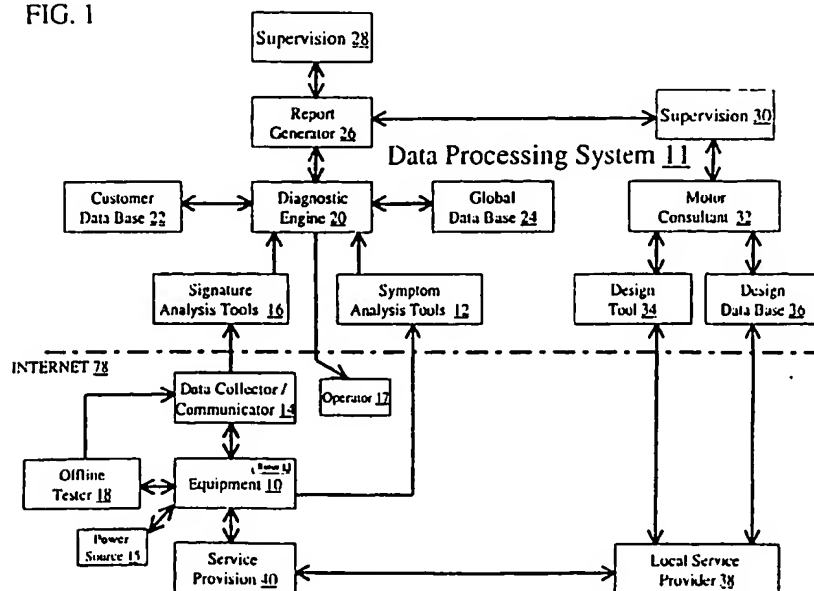 FIG. 1
Supervision 28
Report
Generator 26
Supervision 30
Data Processing System 11
Customer
Data Base 22
Diagnostic
Engine 20
Global
Data Base 24
Motor
Consultant 32
Signature
Analysis Tools 16
Symptom
Analysis Tools 12
Design
Tool 34
Design
Data Base 36
INTERNET 78
Data Collector /
Communicator 14
Operator 17
Offline
Tester 18
Equipment 10
Power
Source 15
Service
Provision 40
Local Service
Provider 38